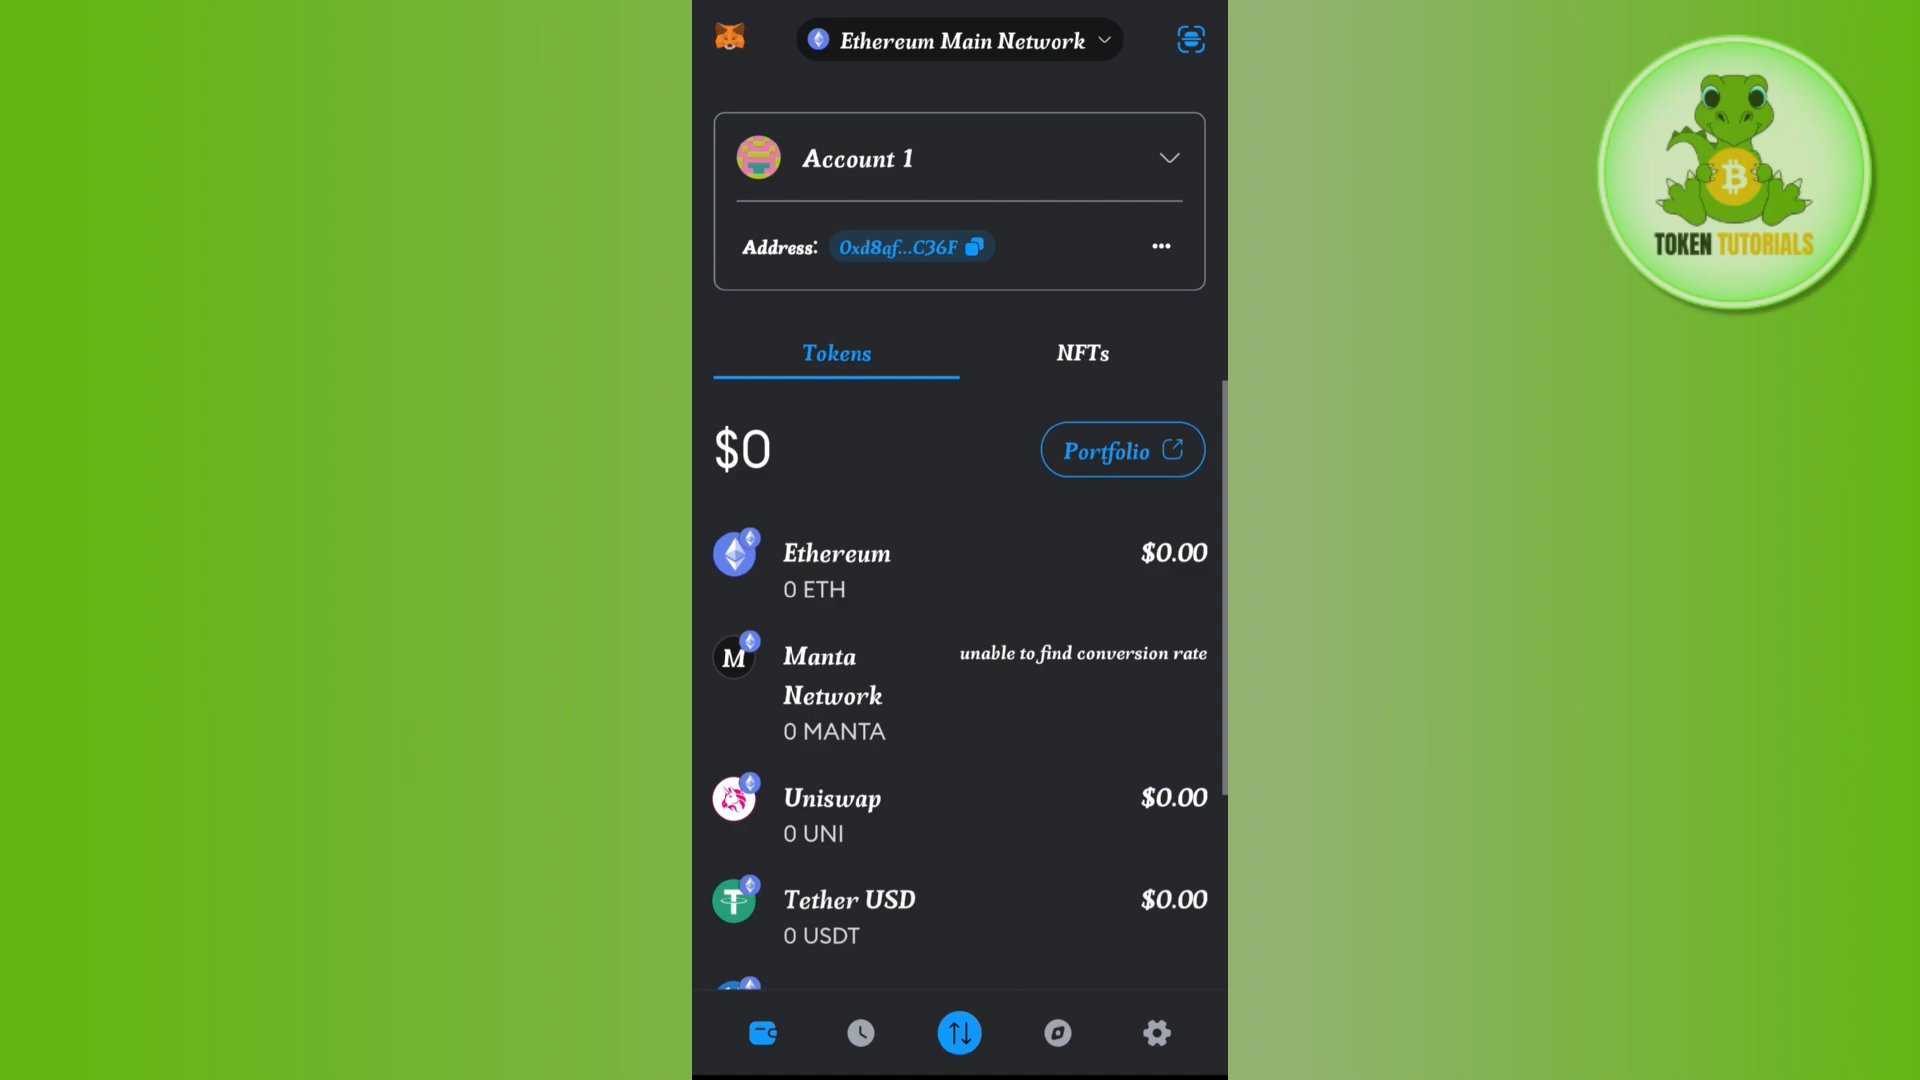 Ethereum Main Network
Account 1
Address: 0xd8af...C36F
Tokens NFTs
$0 Portfolio
Ethereum $0.00
0 ETH
M Manta unable to find conversion rate
Network
0 MANTA
Uniswap $0.00
0 UNI
Tether USD $0.00
0 USDT
TOKEN TUTORIALS